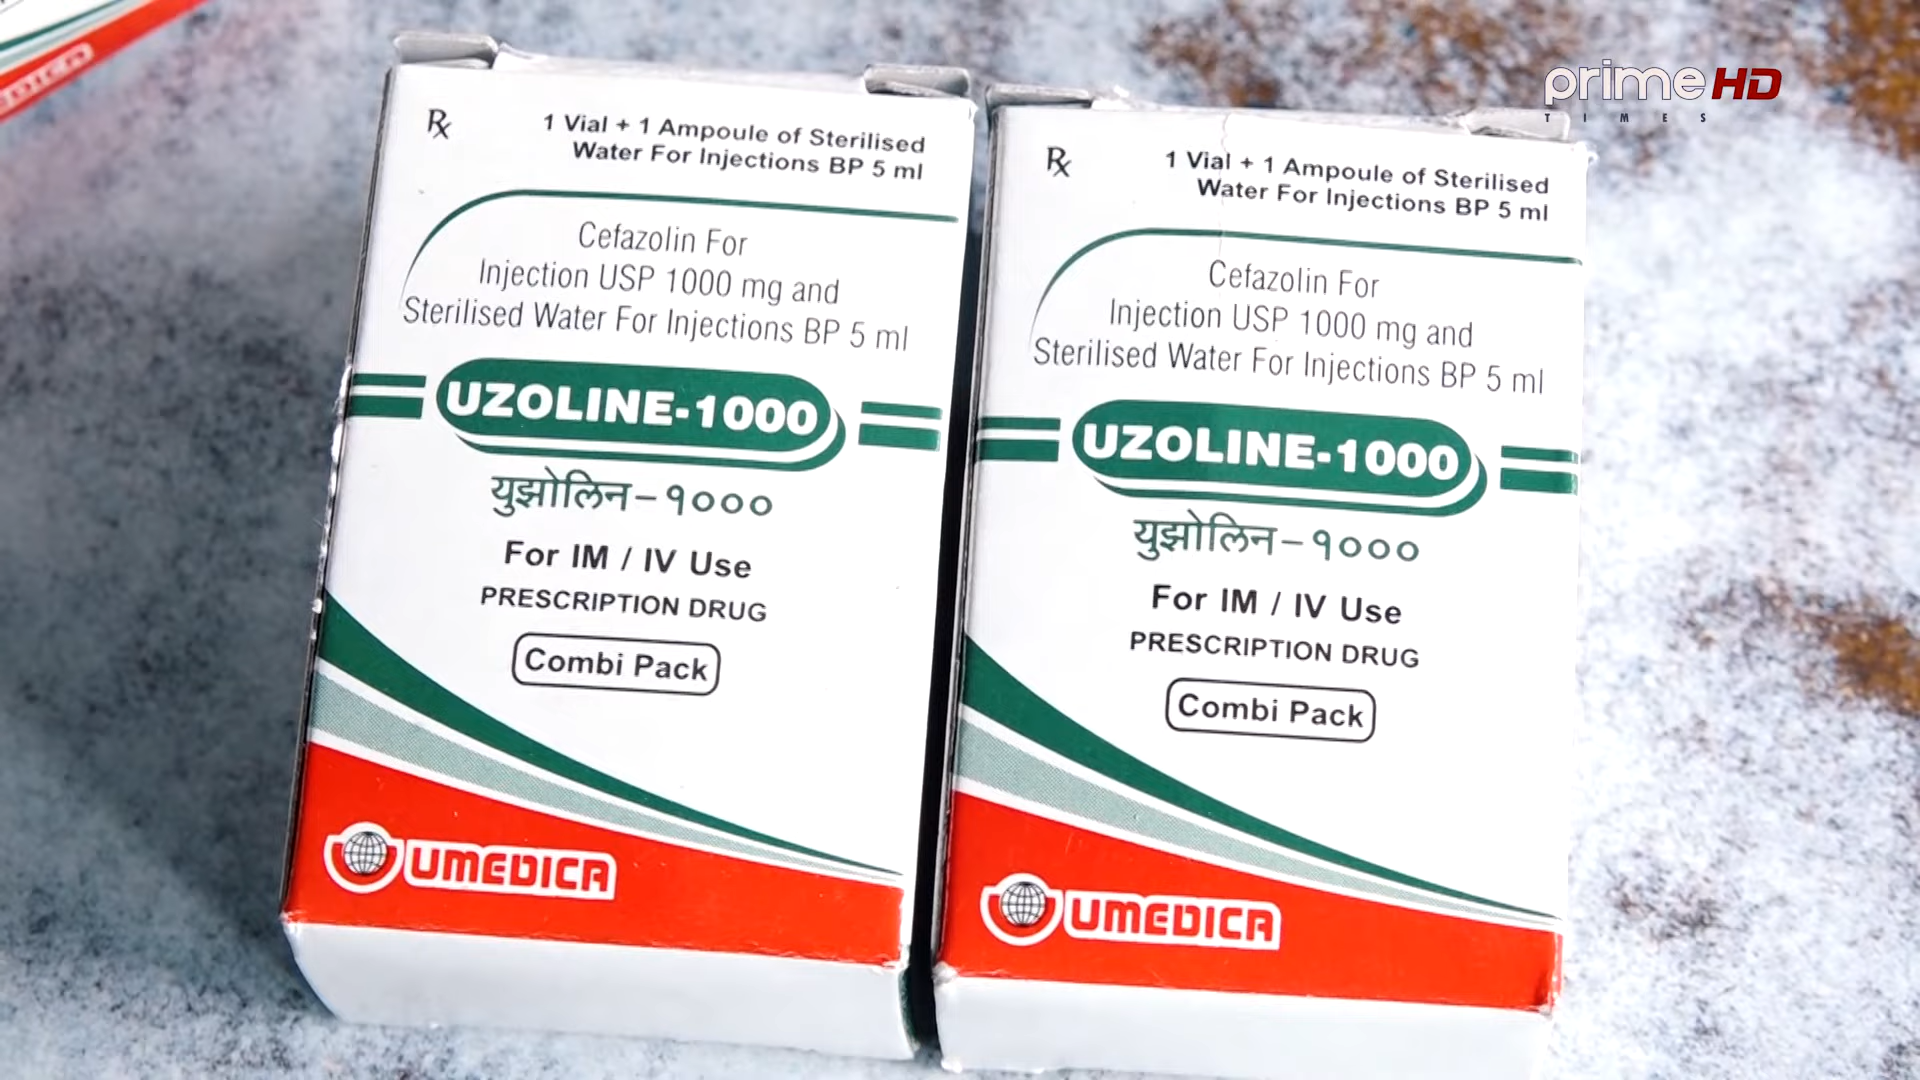 prime HD
TIMES
Rx
1 Vial + 1 Ampoule of Sterilised
Water For Injections BP 5 ml
Cefazolin For
Injection USP 1000 mg and
Sterilised Water For Injections BP 5 ml
UZOLINE-1000
युझोलिन-१०००
For IM / IV Use
PRESCRIPTION DRUG
Combi Pack
UMEDICA
Rx
1 Vial + 1 Ampoule of Sterilised
Water For Injections BP 5 ml
Cefazolin For
Injection USP 1000 mg and
Sterilised Water For Injections BP 5 ml
UZOLINE-1000
युझोलिन-१०००
For IM / IV Use
PRESCRIPTION DRUG
Combi Pack
UMEDICA